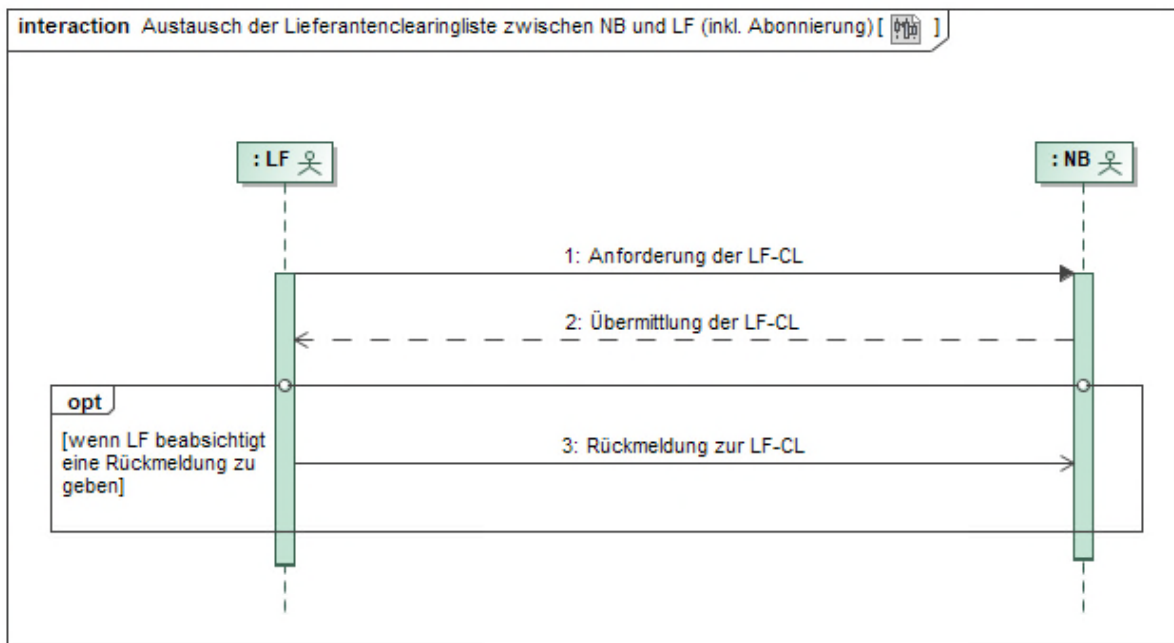 interaction Austausch der Lieferantenclearingliste zwischen NB und LF (inkl. Abonnierung) [ ]
: LF
: NB
1: Anforderung der LF-CL
2: Übermittlung der LF-CL
opt
[wenn LF beabsichtigt
eine Rückmeldung zu
geben]
3: Rückmeldung zur LF-CL